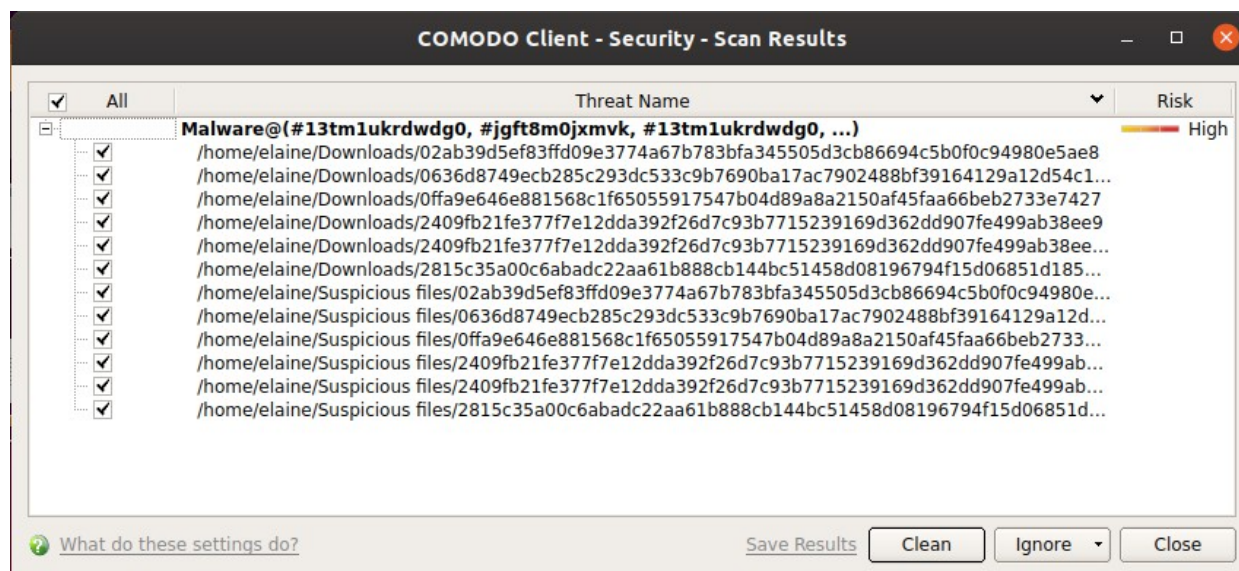 COMODO Client - Security - Scan Results
All Threat Name Risk
Malware@(#13tm1ukrdwdg0, #jgft8m0jxmvk, #13tm1ukrdwdg0, ...) High
/home/elaine/Downloads/02ab39d5ef83ffd09e3774a67b783bfa345505d3cb86694c5b0f0c94980e5ae8
/home/elaine/Downloads/0636d8749ecb285c293dc533c9b7690ba17ac7902488bf39164129a12d54c1...
/home/elaine/Downloads/0ffa9e646e881568c1f65055917547b04d89a8a2150af45faa66beb2733e7427
/home/elaine/Downloads/2409fb21fe377f7e12dda392f26d7c93b7715239169d362dd907fe499ab38ee9
/home/elaine/Downloads/2409fb21fe377f7e12dda392f26d7c93b7715239169d362dd907fe499ab38ee...
/home/elaine/Downloads/2815c35a00c6abadc22aa61b888cb144bc51458d08196794f15d06851d185...
/home/elaine/Suspicious files/02ab39d5ef83ffd09e3774a67b783bfa345505d3cb86694c5b0f0c94980e...
/home/elaine/Suspicious files/0636d8749ecb285c293dc533c9b7690ba17ac7902488bf39164129a12d...
/home/elaine/Suspicious files/0ffa9e646e881568c1f65055917547b04d89a8a2150af45faa66beb2733...
/home/elaine/Suspicious files/2409fb21fe377f7e12dda392f26d7c93b7715239169d362dd907fe499ab...
/home/elaine/Suspicious files/2409fb21fe377f7e12dda392f26d7c93b7715239169d362dd907fe499ab...
/home/elaine/Suspicious files/2815c35a00c6abadc22aa61b888cb144bc51458d08196794f15d06851d...
What do these settings do? Save Results Clean Ignore Close